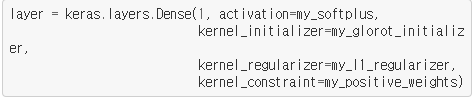 layer = keras.layers.Dense(1, activation=my_softplus,
                           kernel_initializer=my_glorot_initializ
er,
                           kernel_regularizer=my_l1_regularizer,
                           kernel_constraint=my_positive_weights)